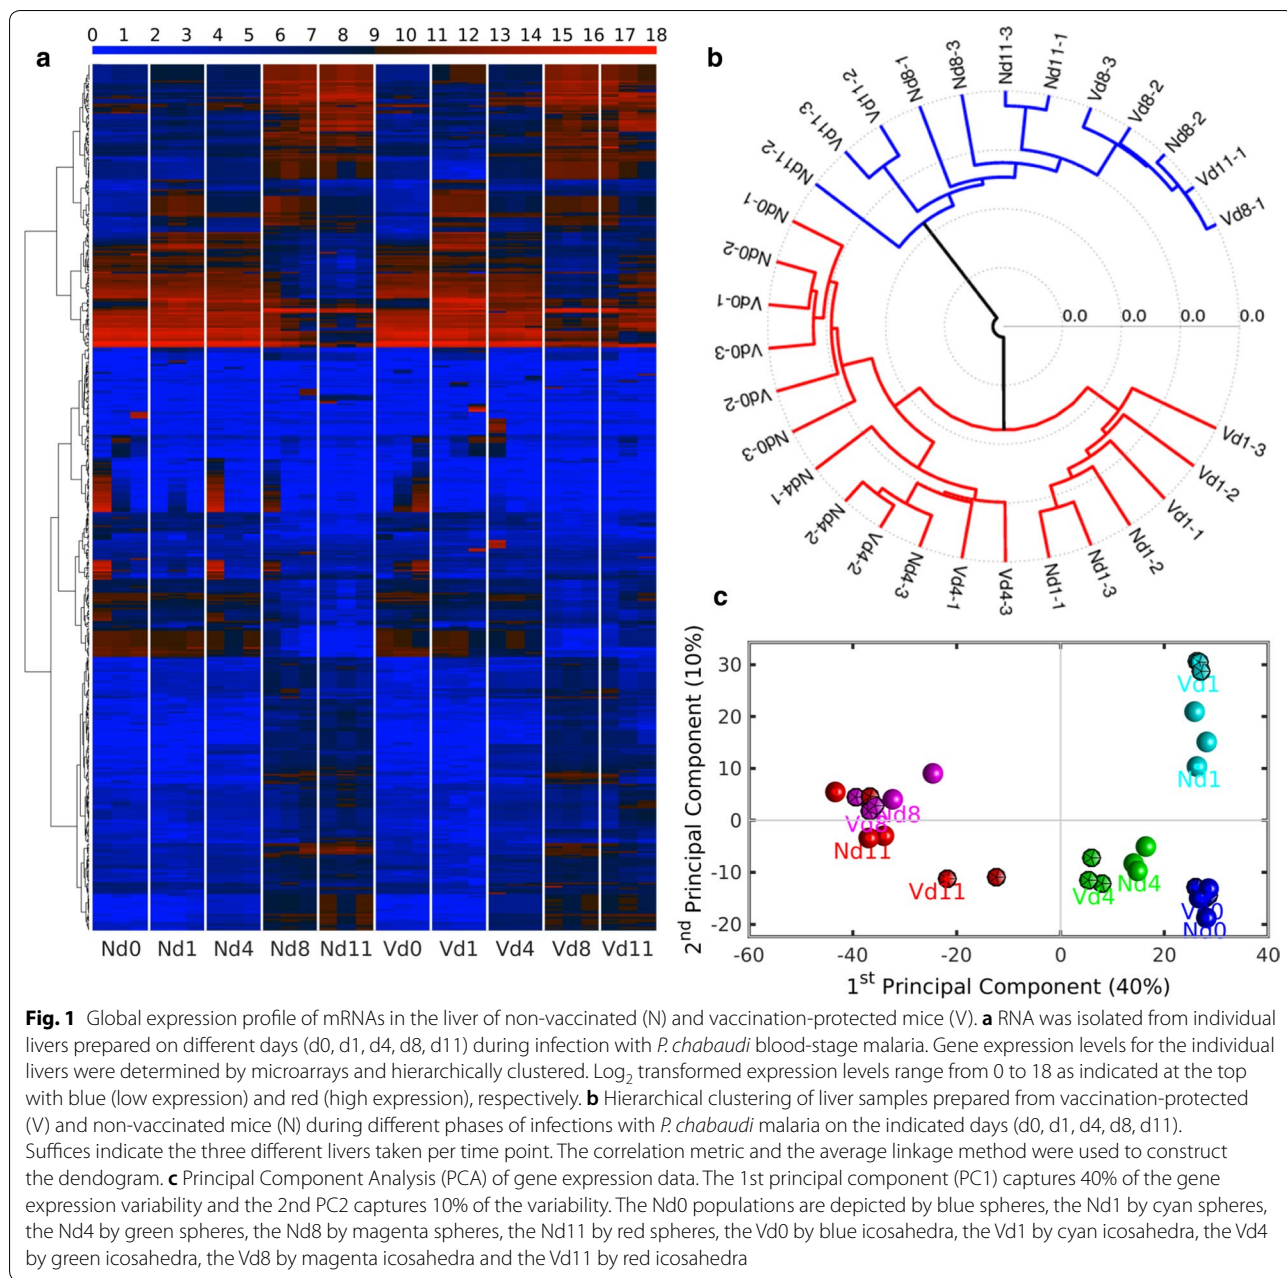 a
0 1 2 3 4 5 6 7 8 9 10 11 12 13 14 15 16 17 18
Nd0 Nd1 Nd4 Nd8 Nd11 Vd0 Vd1 Vd4 Vd8 Vd11
b
Nd11-2
Vd11-3
Vd11-2
Nd8-1
Nd8-3
Nd11-3
Nd11-1
Vd8-3
Vd8-2
Nd8-2
Vd11-1
Vd8-1
Nd0-1
Nd0-2
Vd0-1
Vd0-3
Vd0-2
Nd0-3
Nd4-1
Nd4-2
Vd4-2
Nd4-3
Vd4-1
Vd4-3
Nd1-1
Nd1-3
Nd1-2
Vd1-1
Vd1-2
Vd1-3
0.0 0.0 0.0 0.0
c
2nd Principal Component (10%)
30
20
10
0
-10
-20
Vd1
Nd1
Nd8
Vd8
Nd11
Vd11
Vd4
Nd4
Vd0
Nd0
-60 -40 -20 0 20 40
1st Principal Component (40%)
Fig. 1 Global expression profile of mRNAs in the liver of non-vaccinated (N) and vaccination-protected mice (V). a RNA was isolated from individual
livers prepared on different days (d0, d1, d4, d8, d11) during infection with P. chabaudi blood-stage malaria. Gene expression levels for the individual
livers were determined by microarrays and hierarchically clustered. Log2 transformed expression levels range from 0 to 18 as indicated at the top
with blue (low expression) and red (high expression), respectively. b Hierarchical clustering of liver samples prepared from vaccination-protected
(V) and non-vaccinated mice (N) during different phases of infections with P. chabaudi malaria on the indicated days (d0, d1, d4, d8, d11).
Suffices indicate the three different livers taken per time point. The correlation metric and the average linkage method were used to construct
the dendogram. c Principal Component Analysis (PCA) of gene expression data. The 1st principal component (PC1) captures 40% of the gene
expression variability and the 2nd PC2 captures 10% of the variability. The Nd0 populations are depicted by blue spheres, the Nd1 by cyan spheres,
the Nd4 by green spheres, the Nd8 by magenta spheres, the Nd11 by red spheres, the Vd0 by blue icosahedra, the Vd1 by cyan icosahedra, the Vd4
by green icosahedra, the Vd8 by magenta icosahedra and the Vd11 by red icosahedra